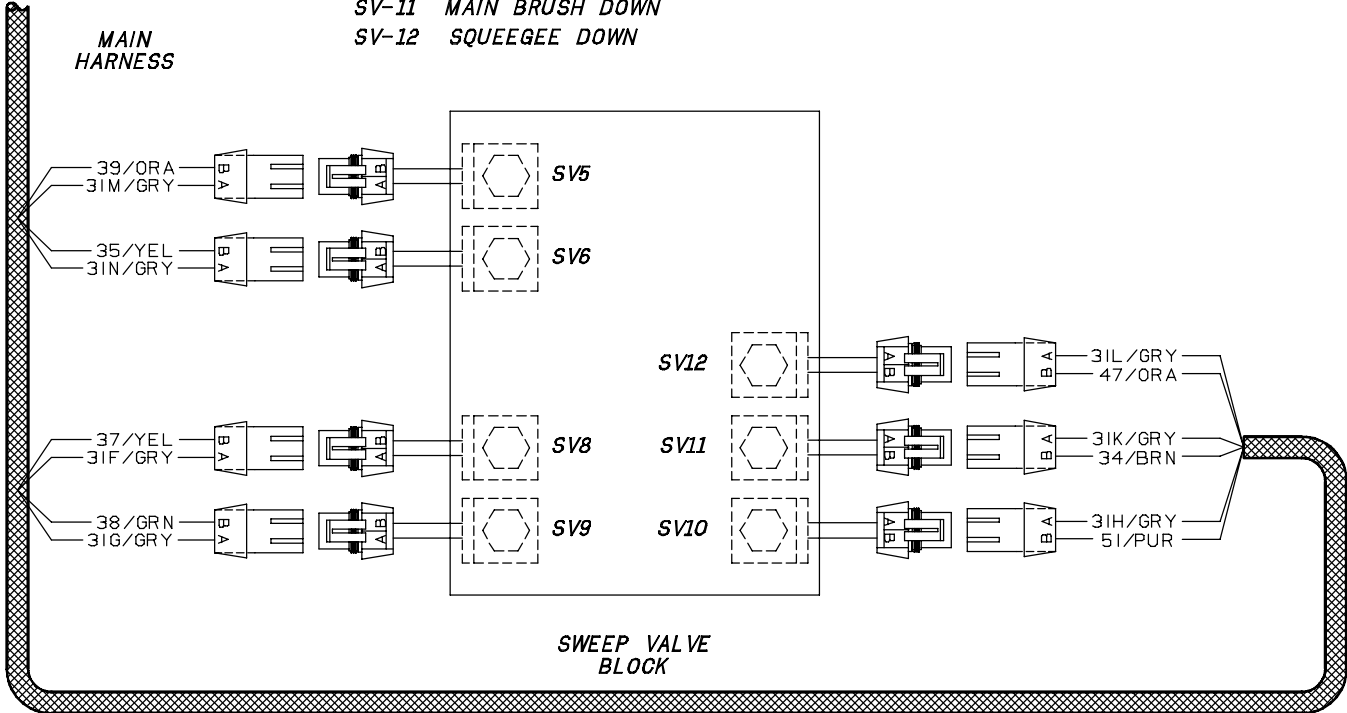 SV-11 MAIN BRUSH DOWN
SV-12 SQUEEGEE DOWN
MAIN
HARNESS
39/ORA
31M/GRY
B
A
B
A
SV5
35/YEL
31N/GRY
B
A
B
A
SV6
SV12
A
B
A
B
31L/GRY
47/ORA
37/YEL
31F/GRY
B
A
B
A
SV8
SV11
A
B
A
B
31K/GRY
34/BRN
38/GRN
31G/GRY
B
A
B
A
SV9
SV10
A
B
A
B
31H/GRY
51/PUR
SWEEP VALVE
BLOCK